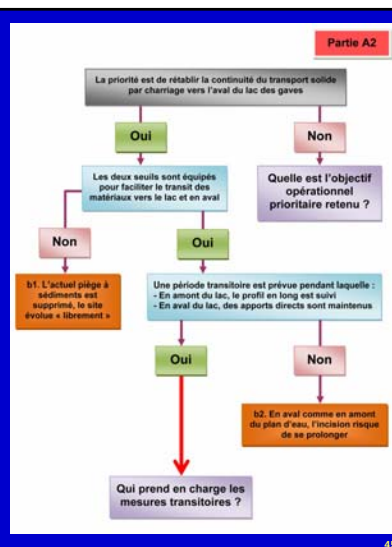 Partie A2
La priorité est de rétablir la continuité du transport solide
par charriage vers l'aval du lac des gaves
Oui
Non
Les deux seuils sont équipés
pour faciliter le transit des
matériaux vers le lac et en aval
Quelle est l'objectif
opérationnel
prioritaire retenu ?
Non
Oui
b1. L'actuel piège à
sédiments est
supprimé, le site
évolue « librement »
Une période transitoire est prévue pendant laquelle :
- En amont du lac, le profil en long est suivi
- En aval du lac, des apports directs sont maintenus
Oui
Non
b2. En aval comme en amont
du plan d'eau, l'incision risque
de se prolonger
Qui prend en charge les
mesures transitoires ?